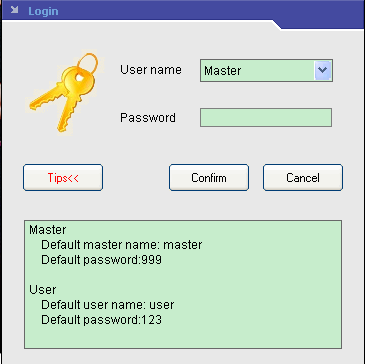 Login
User name
Master
Password
Tips<<
Confirm
Cancel
Master
Default master name: master
Default password:999
User
Default user name: user
Default password:123